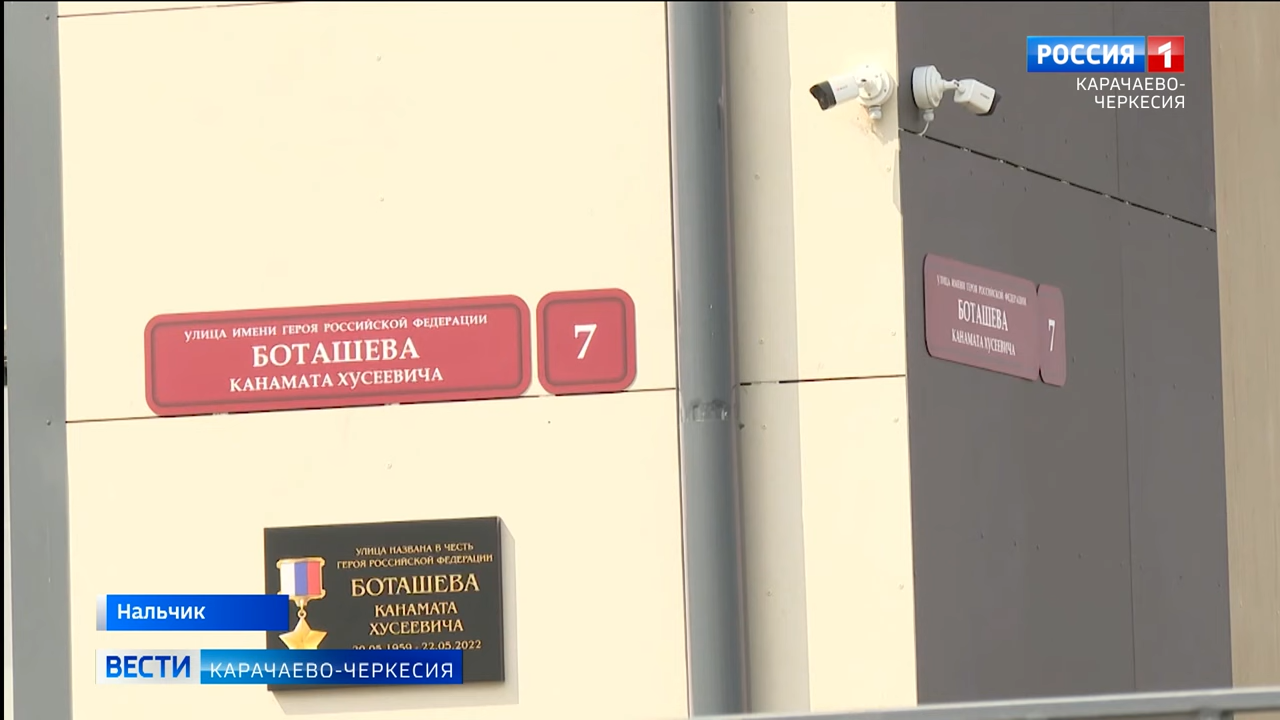 РОССИЯ 1
КАРАЧАЕВО-
ЧЕРКЕСИЯ
УЛИЦА ИМЕНИ ГЕРОЯ РОССИЙСКОЙ ФЕДЕРАЦИИ
БОТАШЕВА
КАНАМАТА ХУСЕЕВИЧА
7
УЛИЦА ИМЕНИ ГЕРОЯ РОССИЙСКОЙ ФЕДЕРАЦИИ
БОТАШЕВА
КАНАМАТА ХУСЕЕВИЧА
7
УЛИЦА НАЗВАНА В ЧЕСТЬ
ГЕРОЯ РОССИЙСКОЙ ФЕДЕРАЦИИ
БОТАШЕВА
КАНАМАТА
ХУСЕЕВИЧА
20.05.1959 - 22.05.2022
Нальчик
ВЕСТИ КАРАЧАЕВО-ЧЕРКЕСИЯ